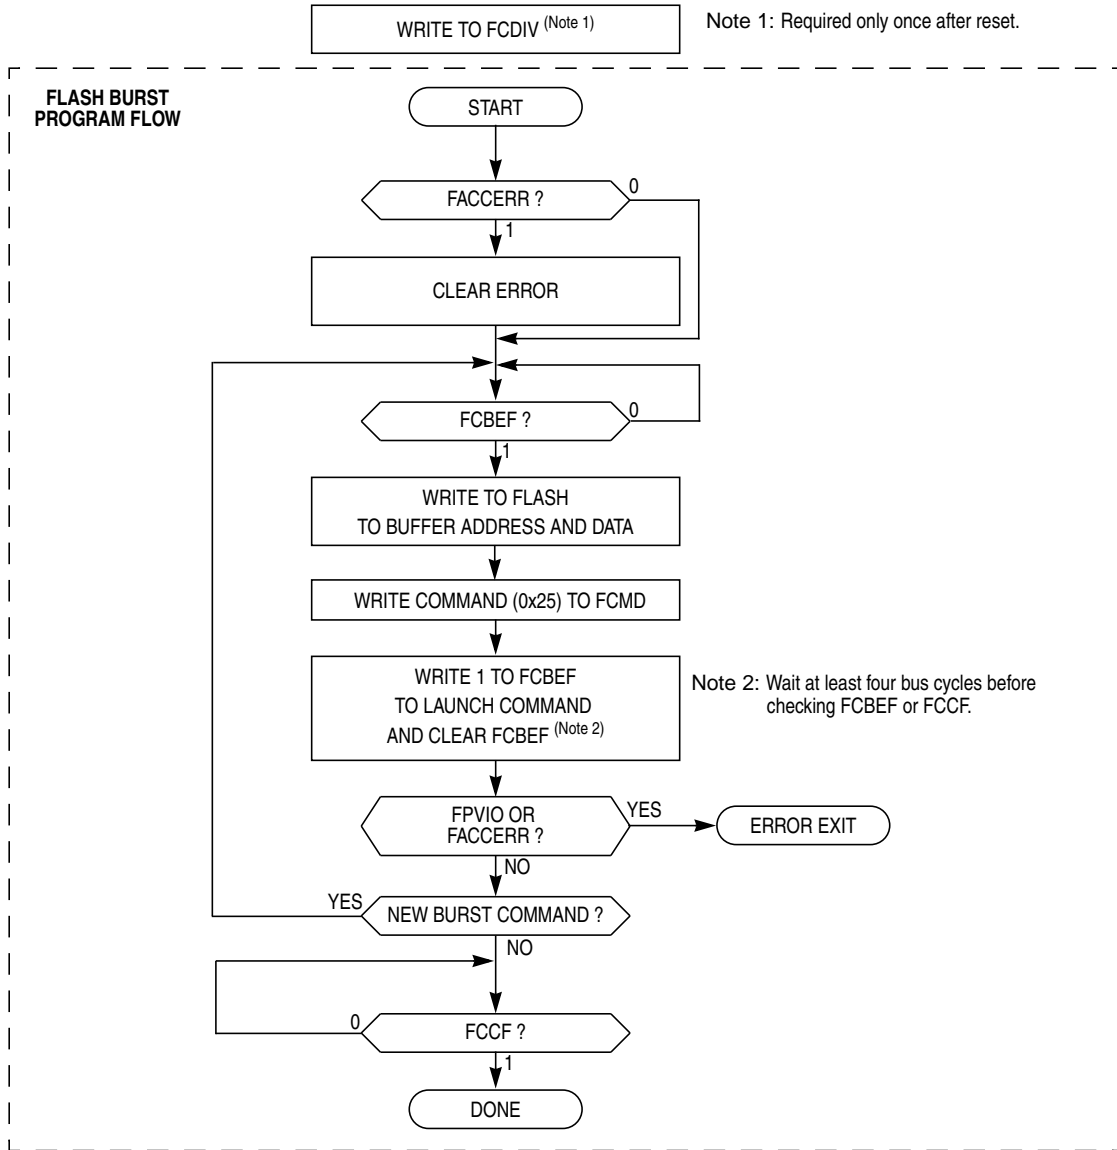 WRITE TO FCDIV (Note 1)
Note 1: Required only once after reset.
FLASH BURST
PROGRAM FLOW
START
FACCERR ?
0
1
CLEAR ERROR
FCBEF ?
0
1
WRITE TO FLASH
TO BUFFER ADDRESS AND DATA
WRITE COMMAND (0x25) TO FCMD
WRITE 1 TO FCBEF
TO LAUNCH COMMAND
AND CLEAR FCBEF (Note 2)
Note 2: Wait at least four bus cycles before
checking FCBEF or FCCF.
FPVIO OR
FACCERR ?
YES
ERROR EXIT
NO
YES
NEW BURST COMMAND ?
NO
0
FCCF ?
1
DONE